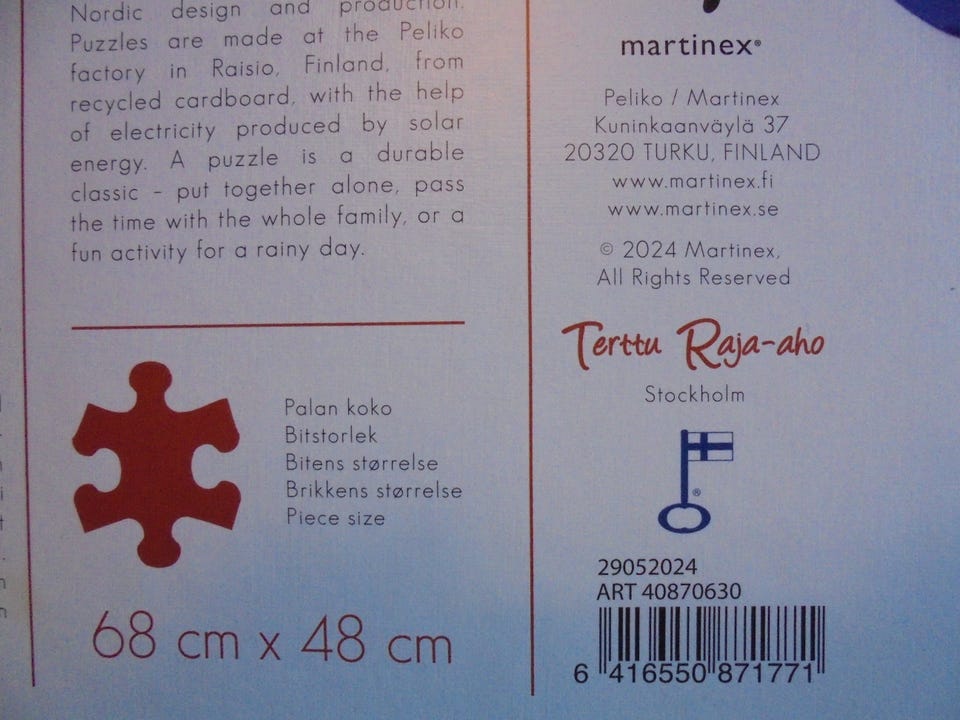 Nordic design and production.
Puzzles are made at the Peliko
factory in Raisio, Finland, from
recycled cardboard, with the help
of electricity produced by solar
energy. A puzzle is a durable
classic - put together alone, pass
the time with the whole family, or a
fun activity for a rainy day.
Palan koko
Bitstorlek
Bitens størrelse
Brikkens størrelse
Piece size
68 cm x 48 cm
martinex®
Peliko / Martinex
Kuninkaanväylä 37
20320 TURKU, FINLAND
www.martinex.fi
www.martinex.se
© 2024 Martinex,
All Rights Reserved
Terttu Raja-aho
Stockholm
®
29052024
ART 40870630
6 416550 871771